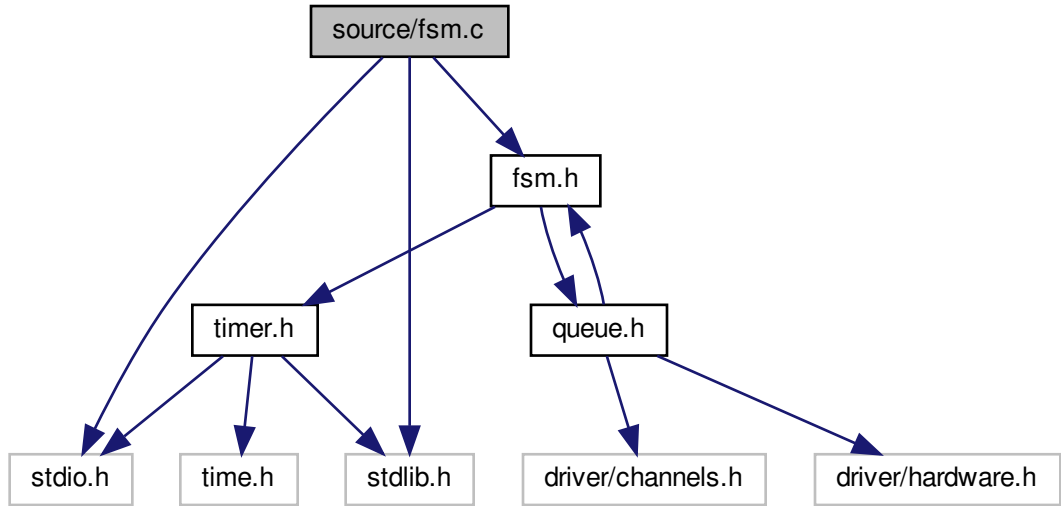 source/fsm.c
fsm.h
timer.h
queue.h
stdio.h
time.h
stdlib.h
driver/channels.h
driver/hardware.h